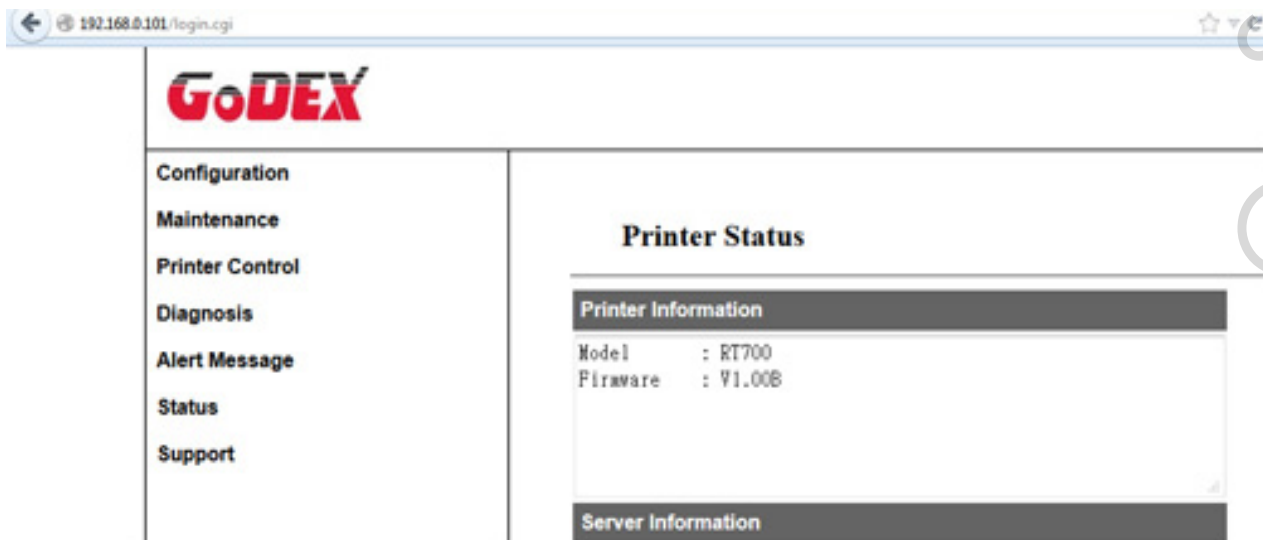 192.168.0.101/login.cgi
GoDEX
Configuration
Maintenance
Printer Control
Diagnosis
Alert Message
Status
Support
Printer Status
Printer Information
Model : RT700
Firmware : V1.00B
Server Information